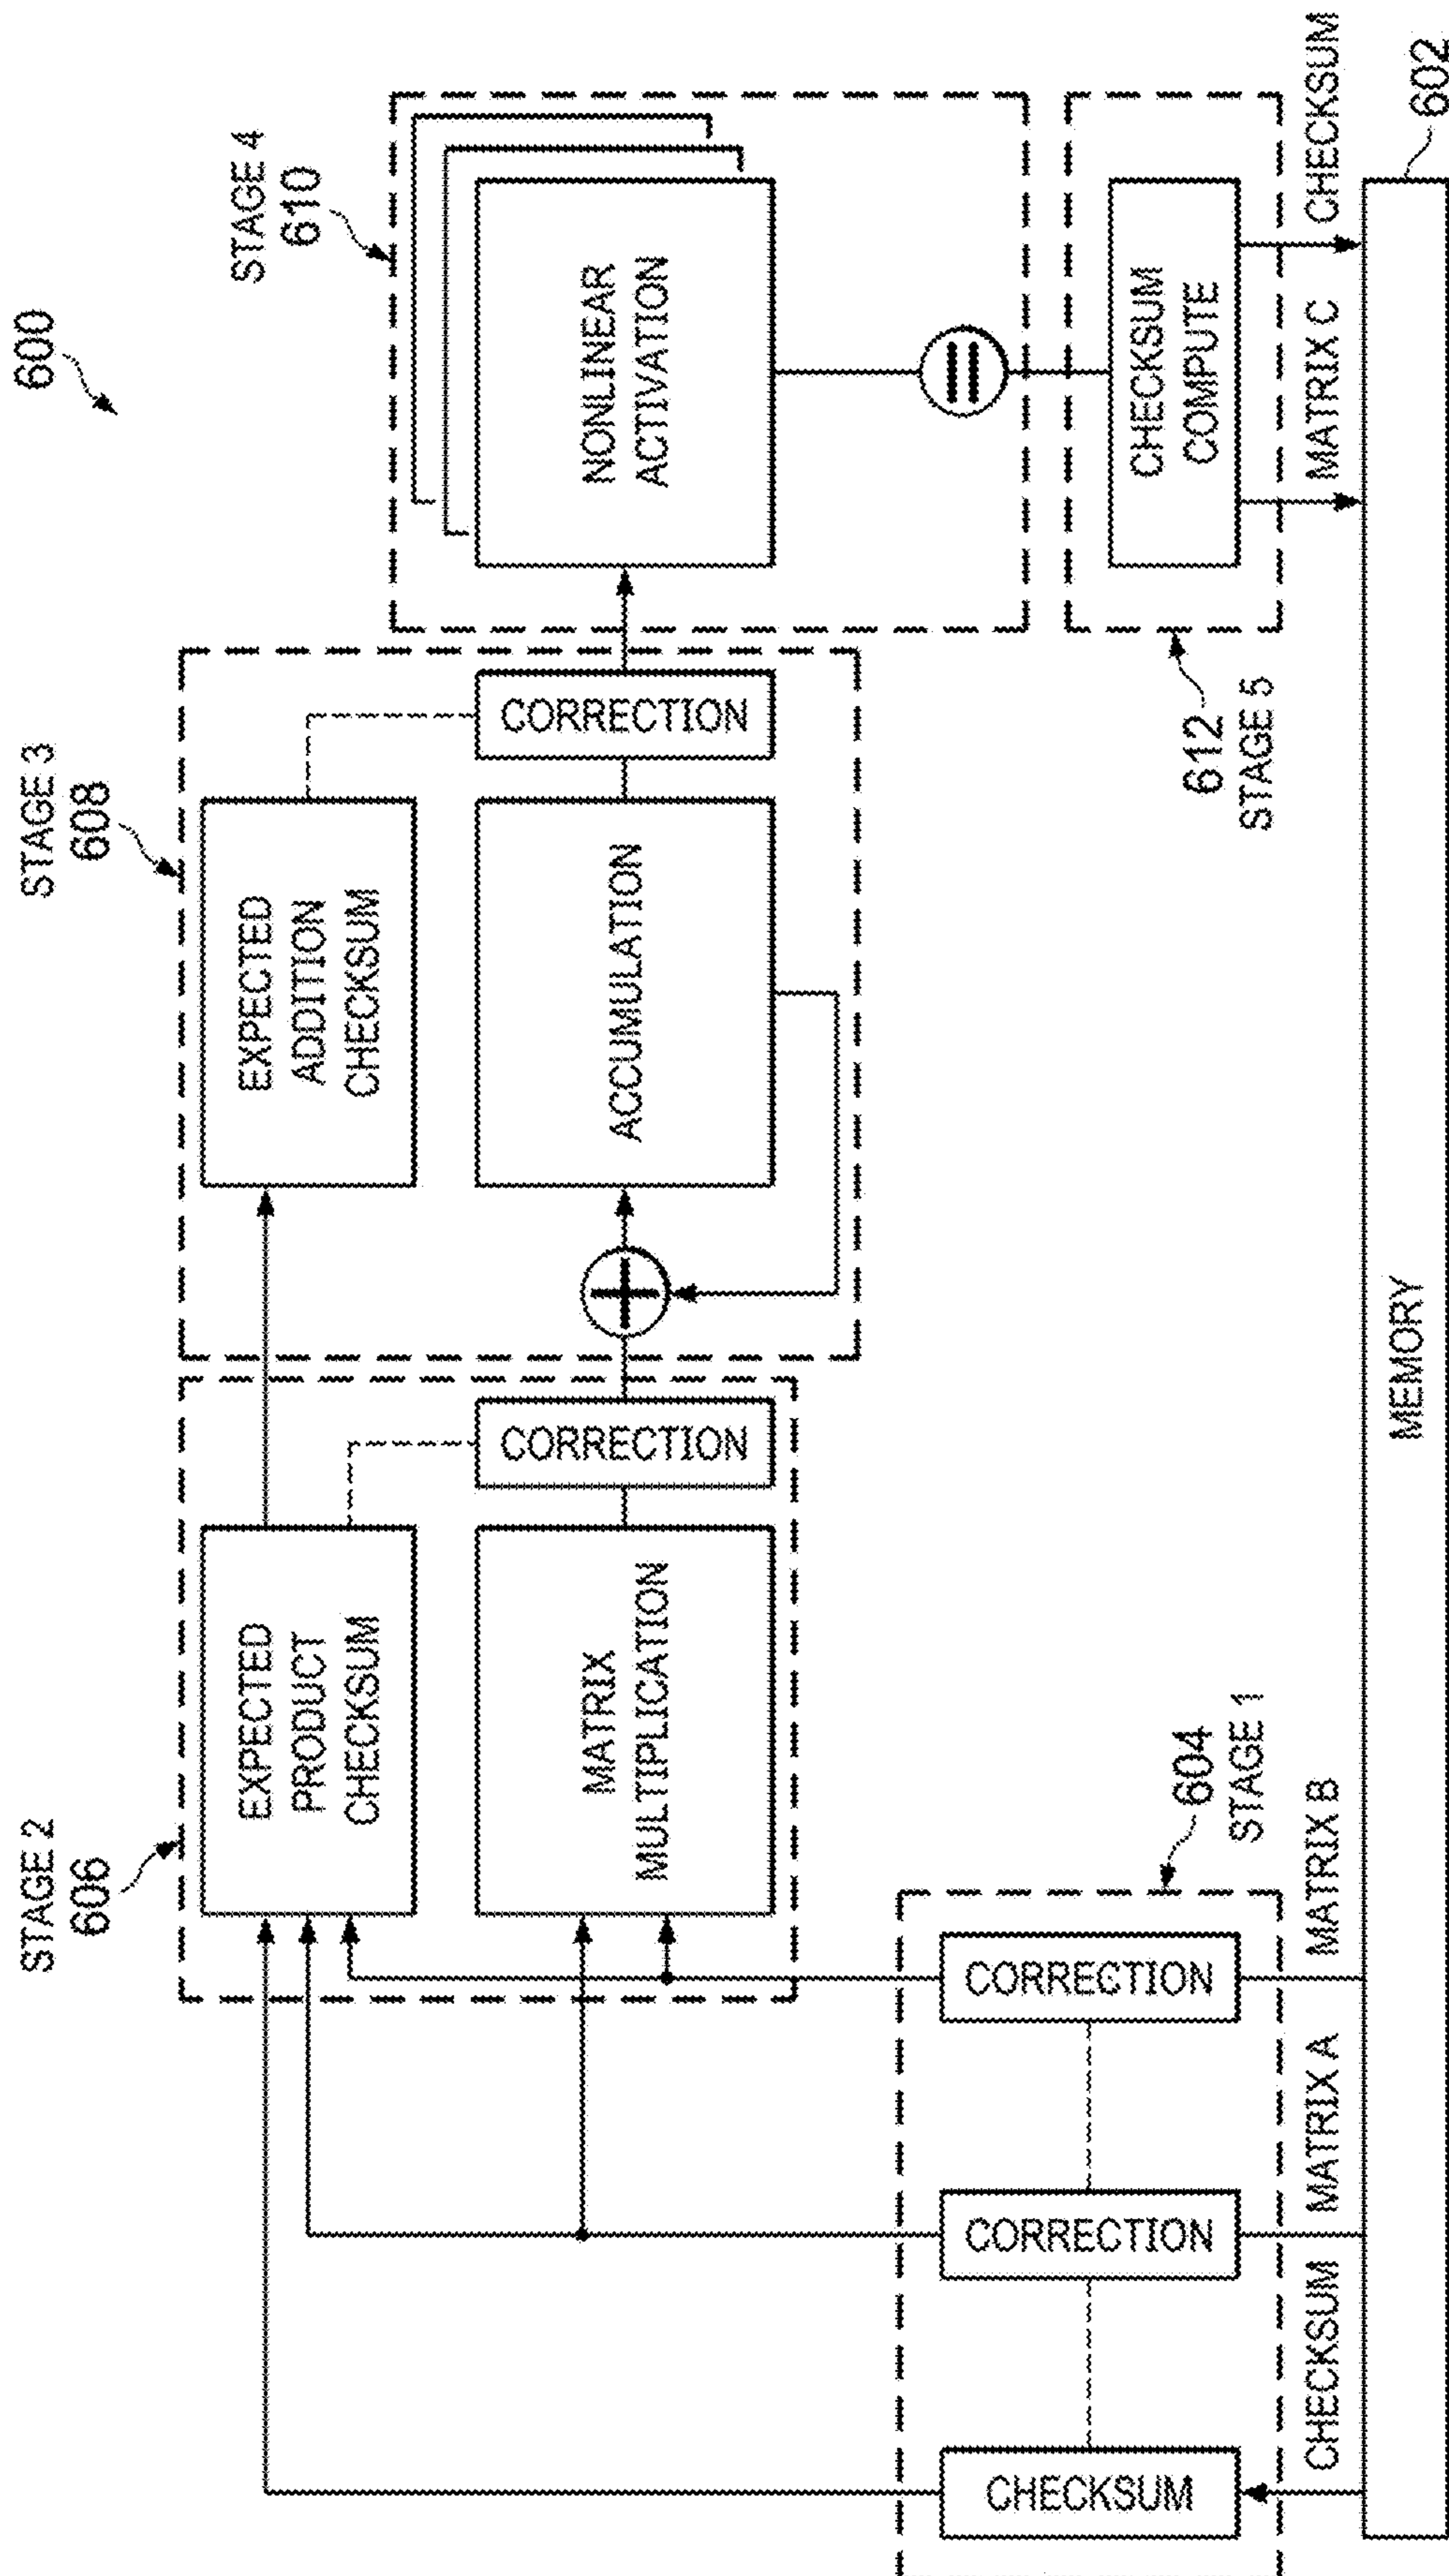 600
STAGE 2
606
STAGE 3
608
STAGE 4
610
EXPECTED
PRODUCT
CHECKSUM
EXPECTED
ADDITION
CHECKSUM
MATRIX
MULTIPLICATION
CORRECTION
ACCUMULATION
CORRECTION
NONLINEAR
ACTIVATION
CHECKSUM
CORRECTION
CORRECTION
604
STAGE 1
612
STAGE 5
CHECKSUM
COMPUTE
CHECKSUM
MATRIX A
MATRIX B
MATRIX C
CHECKSUM
MEMORY
602